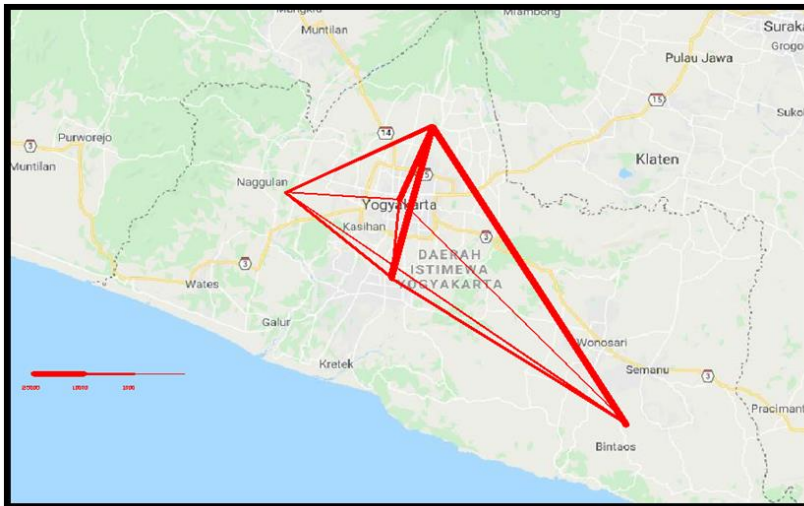 Mungkid
Muntilan
Miambong
Suraka
Grogo
Pulau Jawa
15
Sukol
14
3
Purworejo
Muntilan
Klaten
Naggulan
5
Yogyakarta
Kasihan
3
DAERAH
ISTIMEWA
YOGYAKARTA
3
Wates
Galur
Wonosari
Kretek
Semanu
3
Pracimant
Bintaos